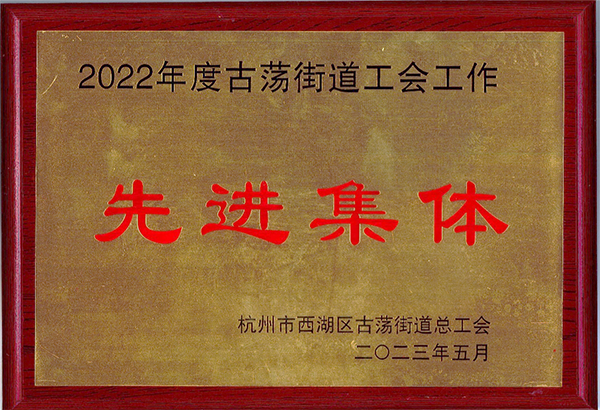 2022年度古荡街道工会工作
先进集体
杭州市西湖区古荡街道总工会
二〇二三年五月